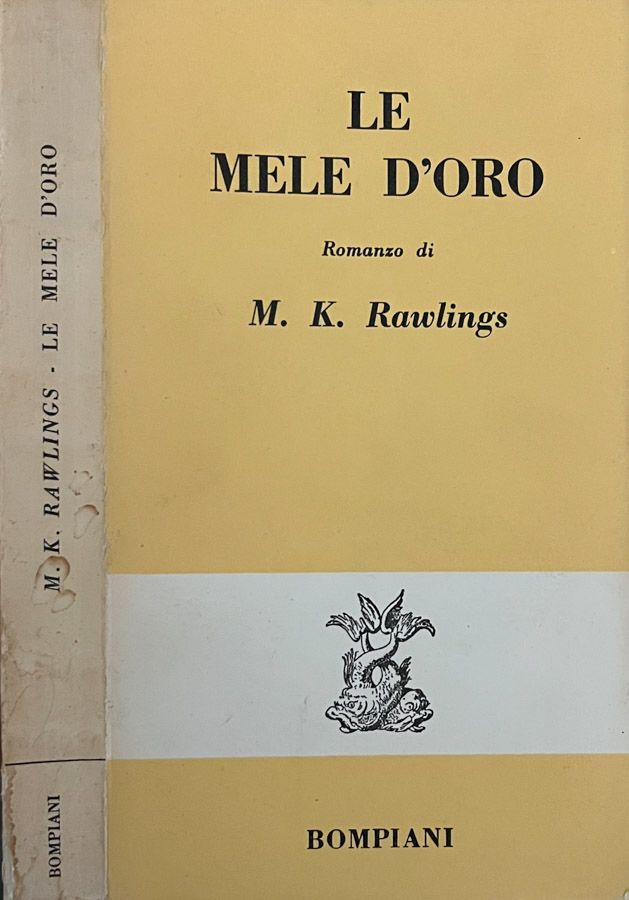 M. K. RAWLINGS - LE MELE D'ORO
BOMPIANI
LE
MELE D'ORO
Romanzo di
M. K. Rawlings
BOMPIANI